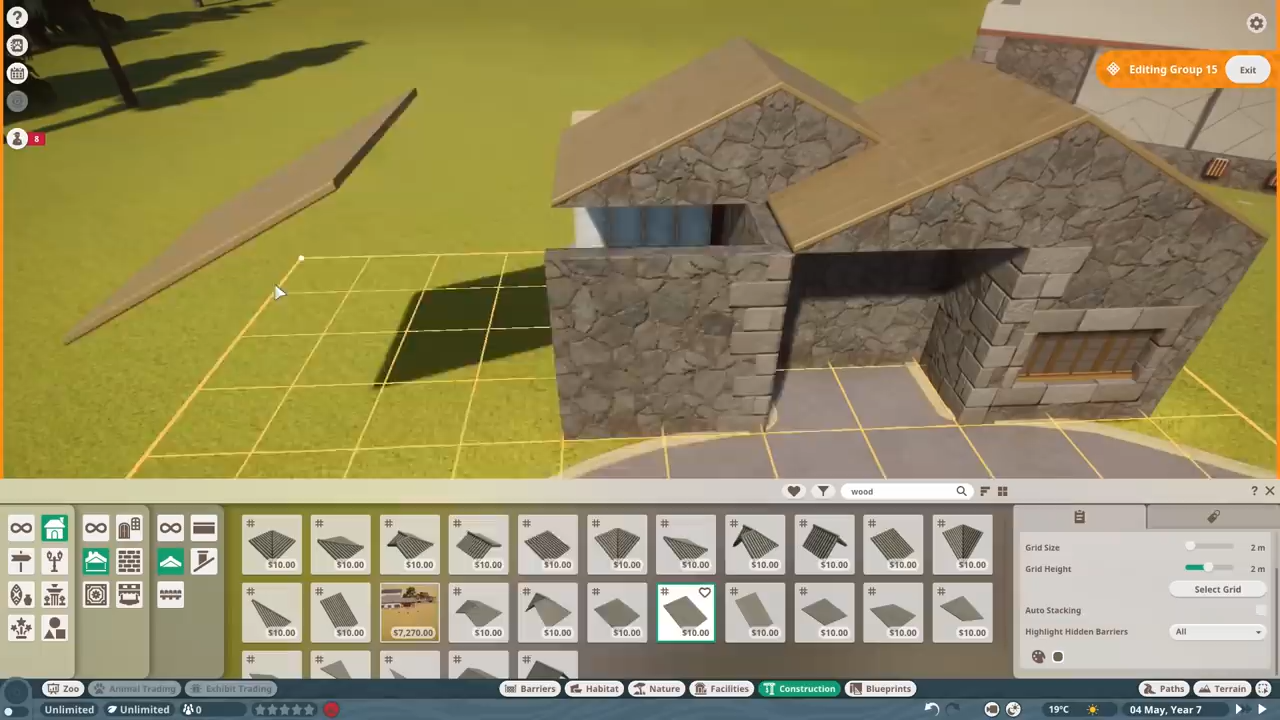 ?
Editing Group 15 Exit
8
wood
? ×
Grid Size 2 m
Grid Height 2 m
Select Grid
Auto Stacking
Highlight Hidden Barriers All
$10.00 $10.00 $10.00 $10.00 $10.00 $10.00 $10.00 $10.00 $10.00 $10.00 $10.00
$10.00 $10.00 $7,270.00 $10.00 $10.00 $10.00 $10.00 $10.00 $10.00 $10.00 $10.00
Zoo Animal Trading Exhibit Trading Barriers Habitat Nature Facilities Construction Blueprints Paths Terrain
Unlimited Unlimited 0 19°C 04 May, Year 7